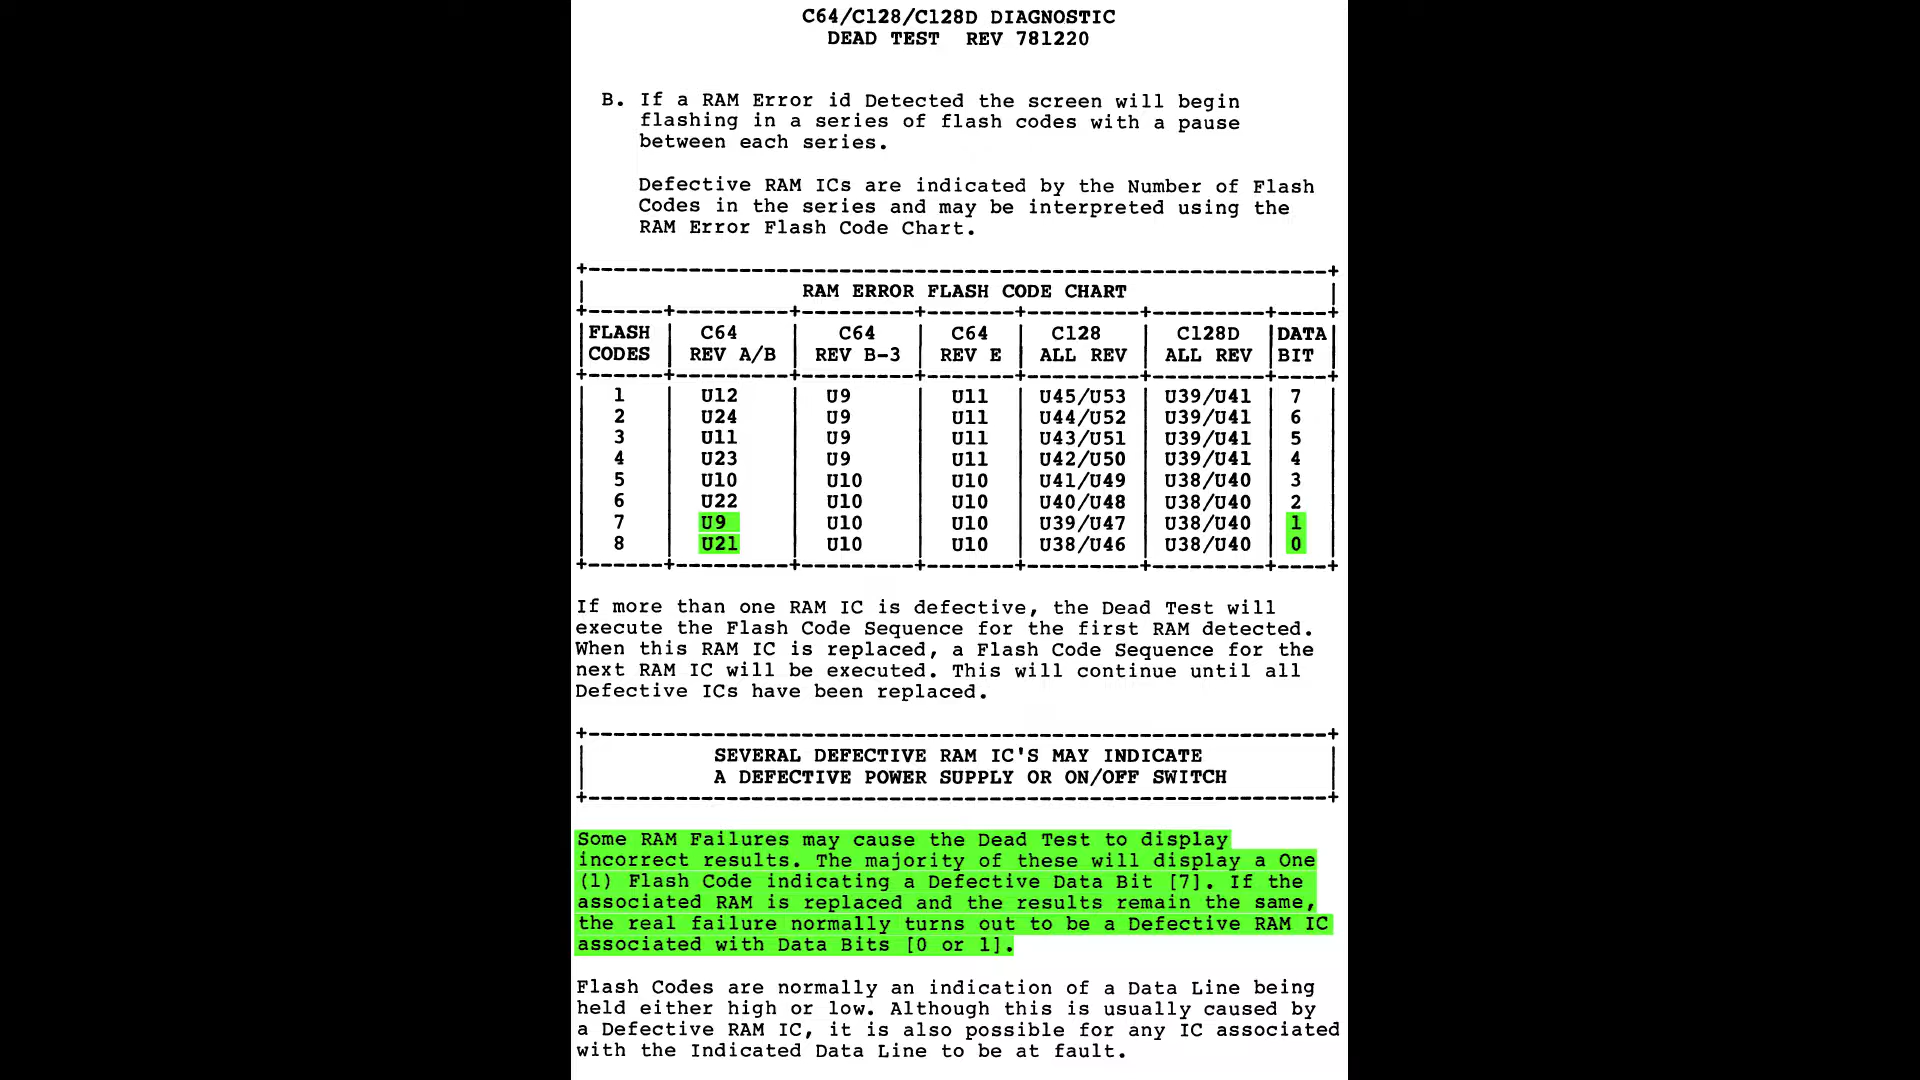 C64/C128/C128D DIAGNOSTIC
DEAD TEST REV 781220
B. If a RAM Error id Detected the screen will begin
flashing in a series of flash codes with a pause
between each series.
Defective RAM ICs are indicated by the Number of Flash
Codes in the series and may be interpreted using the
RAM Error Flash Code Chart.
RAM ERROR FLASH CODE CHART
FLASH C64 C64 C64 C128 C128D DATA
CODES REV A/B REV B-3 REV E ALL REV ALL REV BIT
1 U12 U9 U11 U45/U53 U39/U41 7
2 U24 U9 U11 U44/U52 U39/U41 6
3 U11 U9 U11 U43/U51 U39/U41 5
4 U23 U9 U11 U42/U50 U39/U41 4
5 U10 U10 U10 U41/U49 U38/U40 3
6 U22 U10 U10 U40/U48 U38/U40 2
7 U9 U10 U10 U39/U47 U38/U40 1
8 U21 U10 U10 U38/U46 U38/U40 0
If more than one RAM IC is defective, the Dead Test will
execute the Flash Code Sequence for the first RAM detected.
When this RAM IC is replaced, a Flash Code Sequence for the
next RAM IC will be executed. This will continue until all
Defective ICs have been replaced.
SEVERAL DEFECTIVE RAM IC'S MAY INDICATE
A DEFECTIVE POWER SUPPLY OR ON/OFF SWITCH
Some RAM Failures may cause the Dead Test to display
incorrect results. The majority of these will display a One
(1) Flash Code indicating a Defective Data Bit [7]. If the
associated RAM is replaced and the results remain the same,
the real failure normally turns out to be a Defective RAM IC
associated with Data Bits [0 or 1].
Flash Codes are normally an indication of a Data Line being
held either high or low. Although this is usually caused by
a Defective RAM IC, it is also possible for any IC associated
with the Indicated Data Line to be at fault.